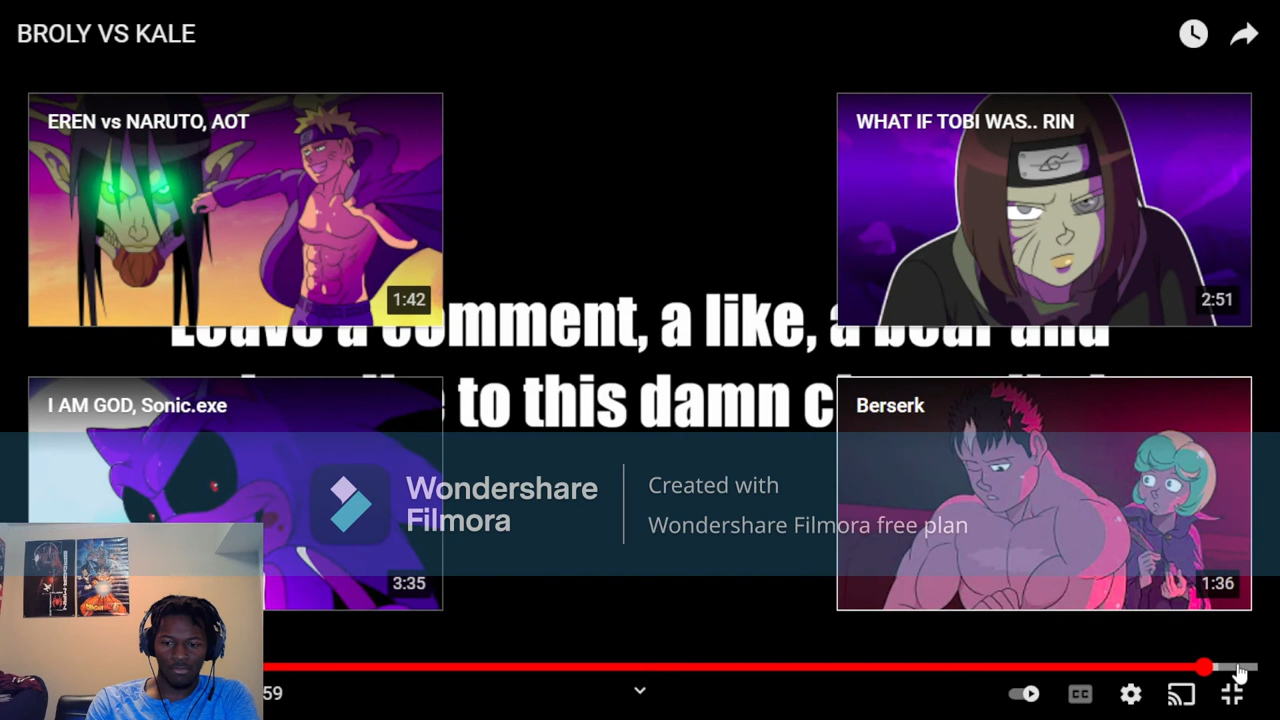 BROLY VS KALE
EREN vs NARUTO, AOT
1:42
WHAT IF TOBI WAS.. RIN
2:51
Leave a comment, a like, a
to this damn
I AM GOD, Sonic.exe
3:35
Berserk
1:36
Wondershare
Filmora
Created with
Wondershare Filmora free plan
59
CC